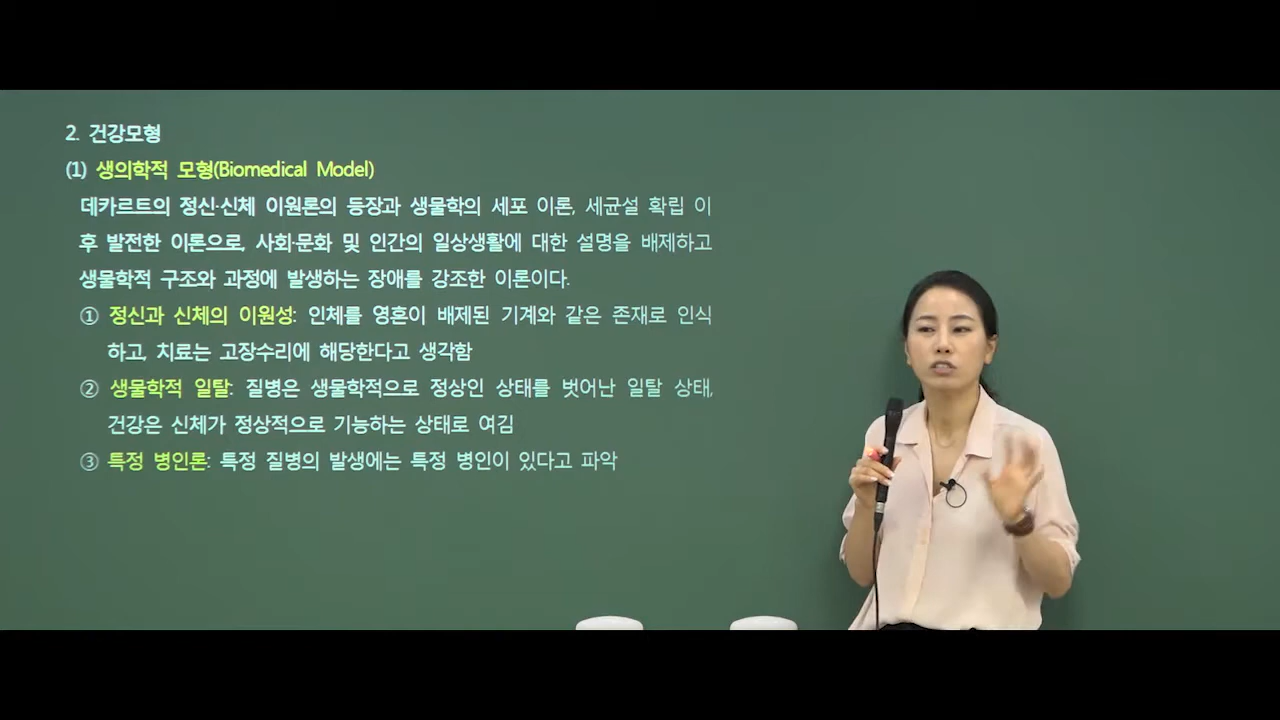 2. 건강모형
(1) 생의학적 모형(Biomedical Model)
데카르트의 정신·신체 이원론의 등장과 생물학의 세포 이론, 세균설 확립 이
후 발전한 이론으로, 사회·문화 및 인간의 일상생활에 대한 설명을 배제하고
생물학적 구조와 과정에 발생하는 장애를 강조한 이론이다.
① 정신과 신체의 이원성: 인체를 영혼이 배제된 기계와 같은 존재로 인식
하고, 치료는 고장수리에 해당한다고 생각함
② 생물학적 일탈: 질병은 생물학적으로 정상인 상태를 벗어난 일탈 상태,
건강은 신체가 정상적으로 기능하는 상태로 여김
③ 특정 병인론: 특정 질병의 발생에는 특정 병인이 있다고 파악